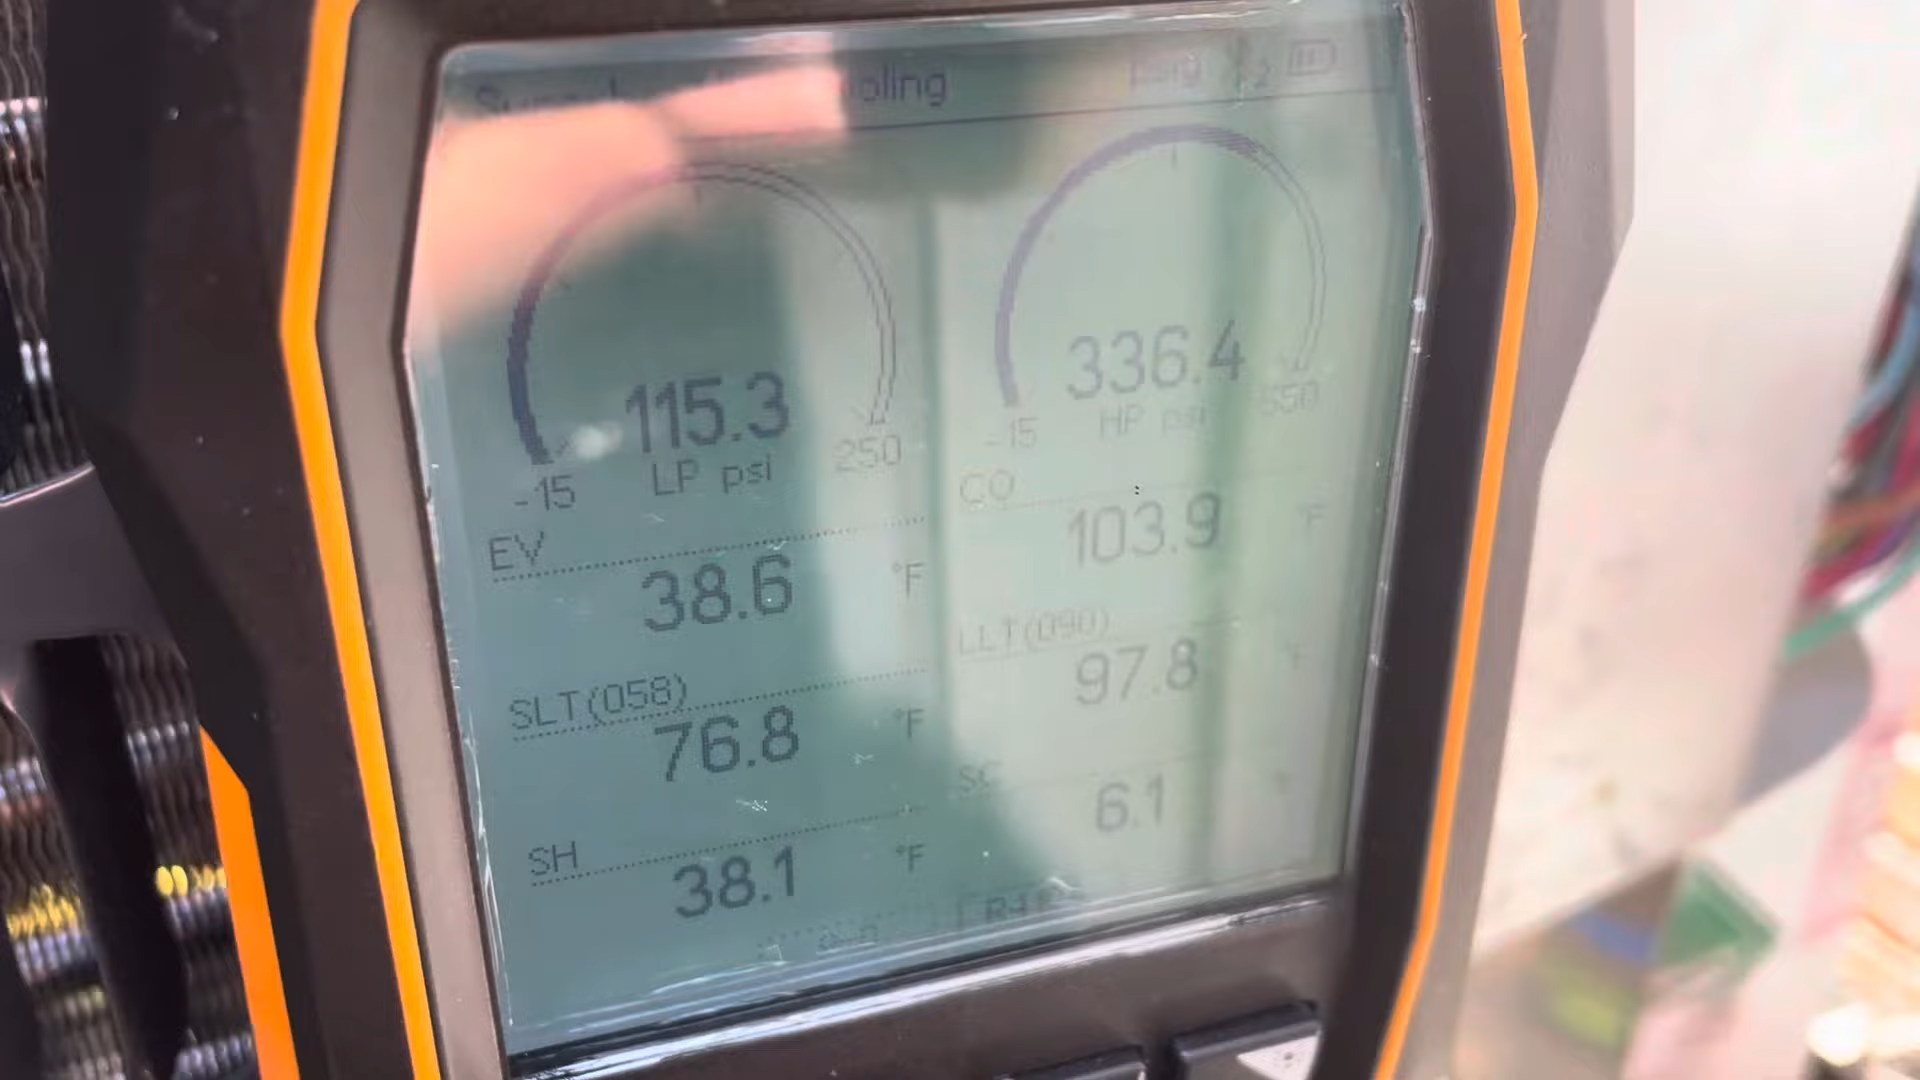 oling
115.3
336.4
-15 LP psi 250
-15 HP psi 550
EV
38.6 °F
CO
103.9 °F
SLT(058)
76.8 °F
LLT(090)
97.8 °F
SH
38.1 °F
SC
6.1